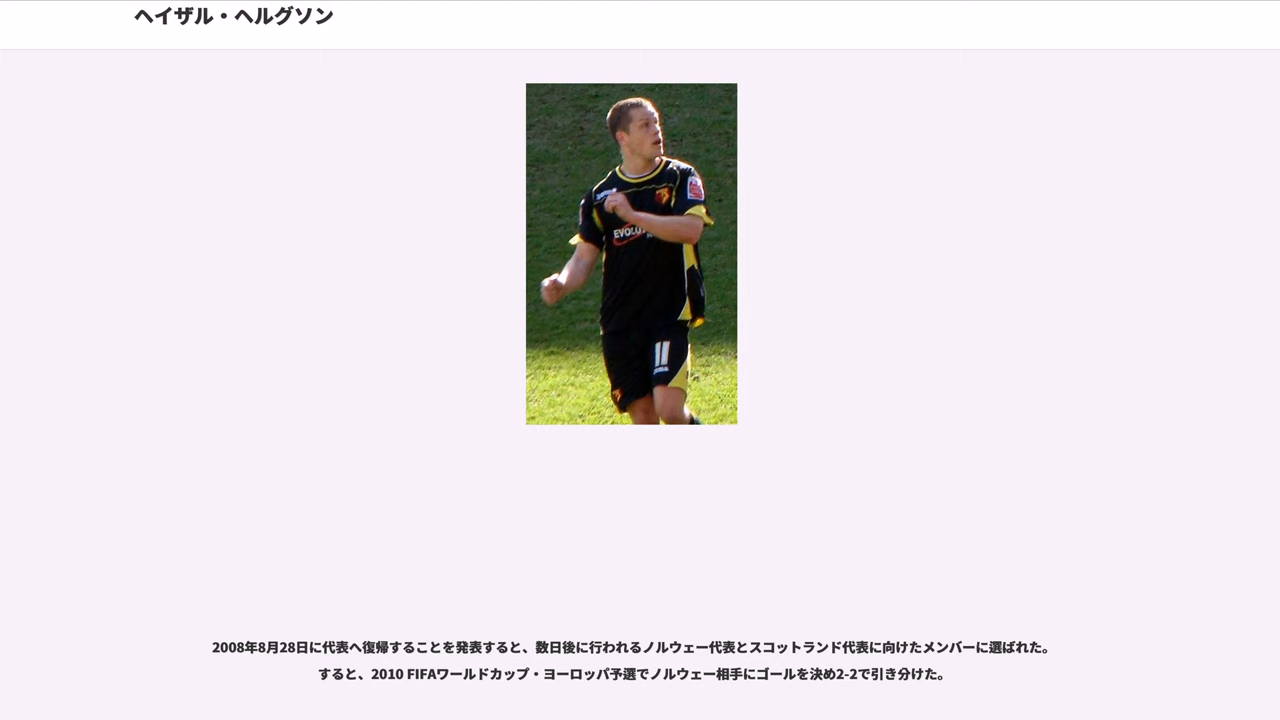 ヘイザル・ヘルグソン
EVOLU
11
2008年8月28日に代表へ復帰することを発表すると、数日後に行われるノルウェー代表とスコットランド代表に向けたメンバーに選ばれた。
すると、2010 FIFAワールドカップ・ヨーロッパ予選でノルウェー相手にゴールを決め2-2で引き分けた。